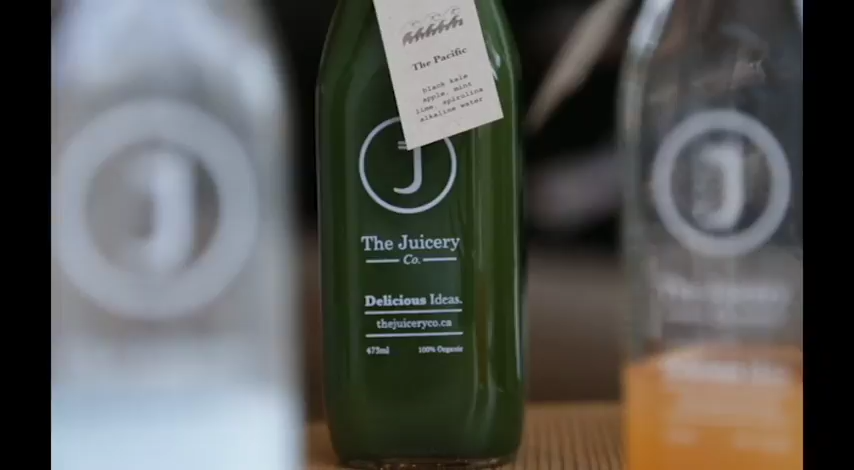 The Pacific
black kale
apple, mint
lime, spirulina
alkaline water
J
The Juicery
Co.
Delicious Ideas.
thejuiceryco.ca
473ml 100% Organic
J
J